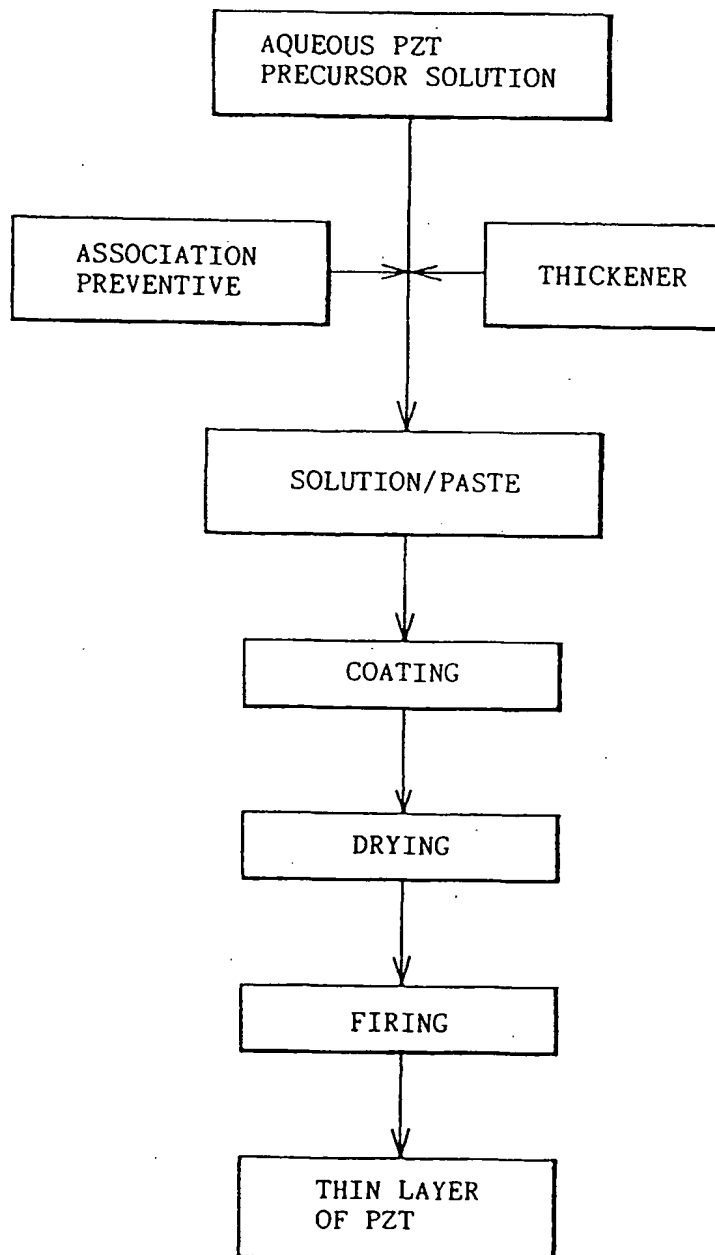 AQUEOUS PZT
PRECURSOR SOLUTION
ASSOCIATION
PREVENTIVE
THICKENER
SOLUTION/PASTE
COATING
DRYING
FIRING
THIN LAYER
OF PZT